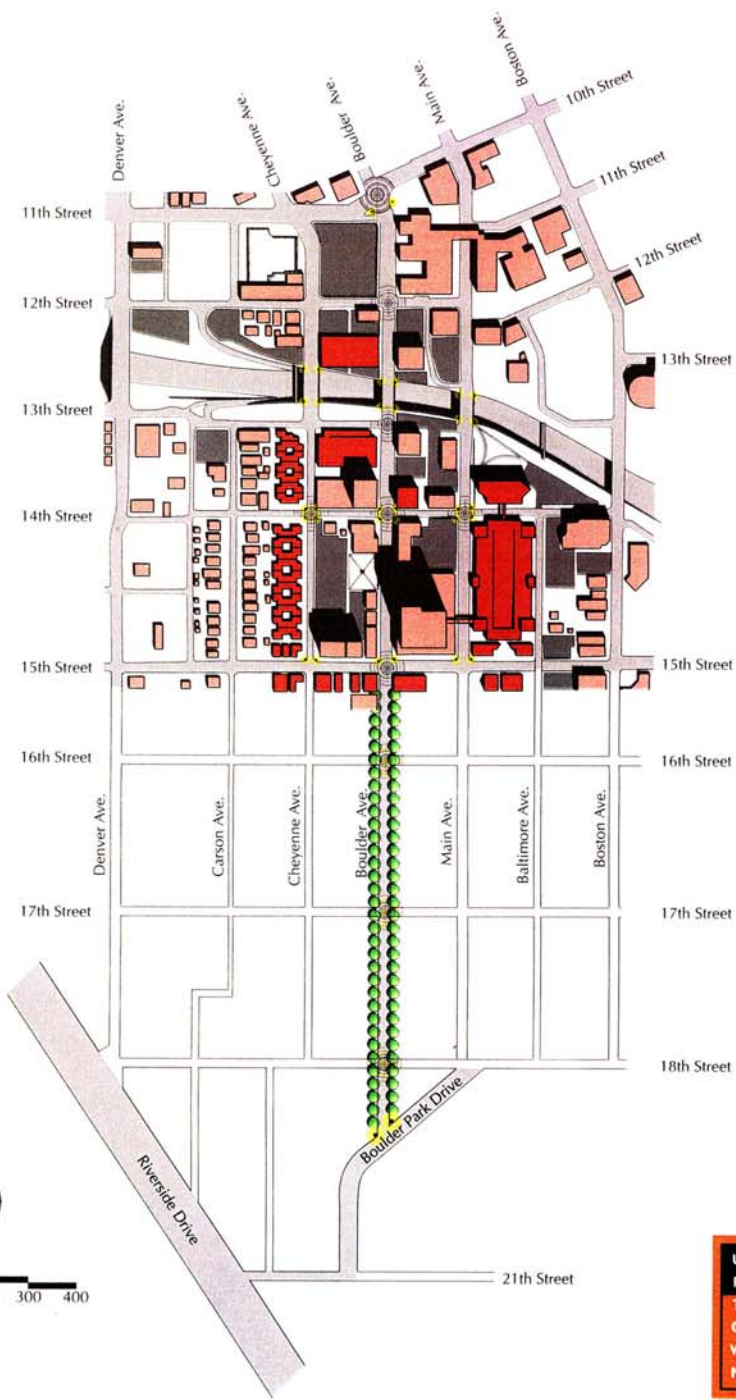 Boston Ave.
Main Ave.
Boulder Ave.
Cheyenne Ave.
Denver Ave.
10th Street
11th Street
11th Street
12th Street
12th Street
13th Street
13th Street
14th Street
15th Street
15th Street
16th Street
16th Street
Denver Ave.
Carson Ave.
Cheyenne Ave.
Boulder Ave.
Main Ave.
Baltimore Ave.
Boston Ave.
17th Street
17th Street
18th Street
Boulder Park Drive
Riverside Drive
21th Street
300 400